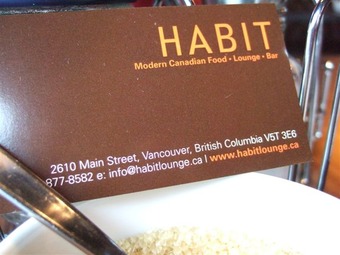 HABIT
Modern Canadian Food • Lounge • Bar
2610 Main Street, Vancouver, British Columbia V5T 3E6
877-8582 e: info@habitlounge.ca I www.habitlounge.ca